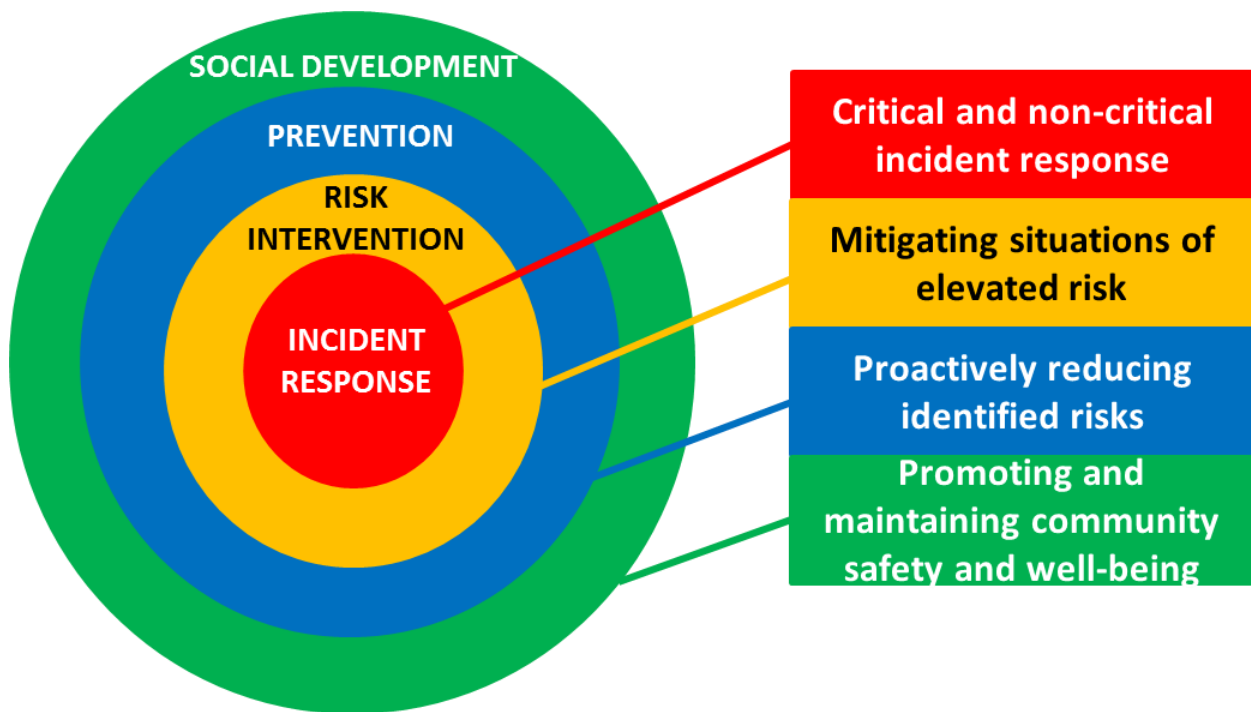 SOCIAL DEVELOPMENT
PREVENTION
RISK
INTERVENTION
INCIDENT
RESPONSE
Critical and non-critical
incident response
Mitigating situations of
elevated risk
Proactively reducing
identified risks
Promoting and
maintaining community
safety and well-being